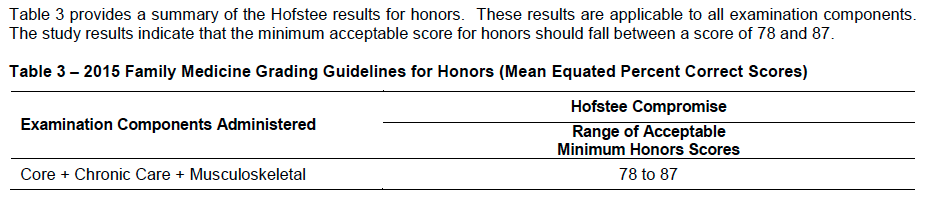 Table 3 provides a summary of the Hofstee results for honors. These results are applicable to all examination components.
The study results indicate that the minimum acceptable score for honors should fall between a score of 78 and 87.
Table 3 – 2015 Family Medicine Grading Guidelines for Honors (Mean Equated Percent Correct Scores)
Examination Components Administered
Hofstee Compromise
Range of Acceptable
Minimum Honors Scores
Core + Chronic Care + Musculoskeletal
78 to 87